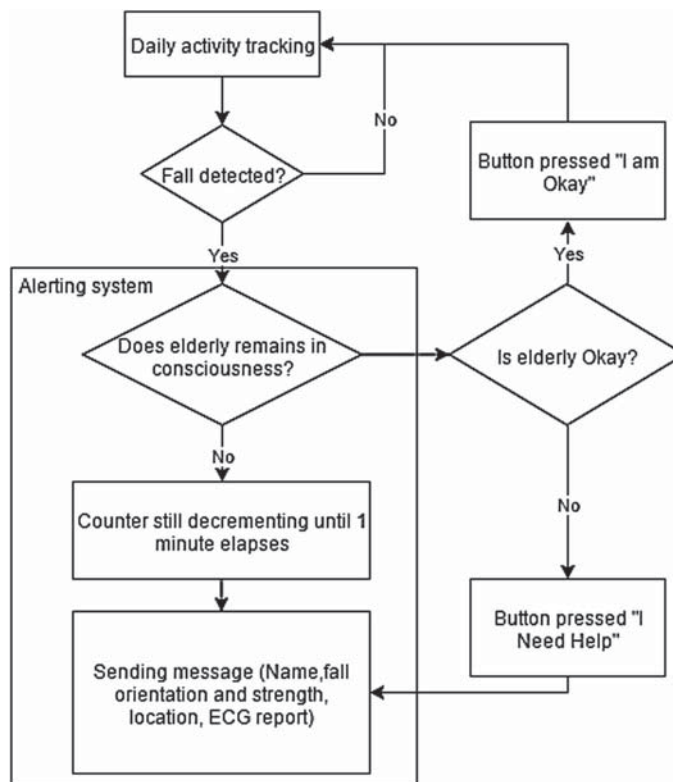 Daily activity tracking
No
Fall detected?
Button pressed "I am
Okay"
Yes
Yes
Alerting system
Does elderly remains in
consciousness?
Is elderly Okay?
No
No
Counter still decrementing until 1
minute elapses
Button pressed "I
Need Help"
Sending message (Name,fall
orientation and strength,
location, ECG report)